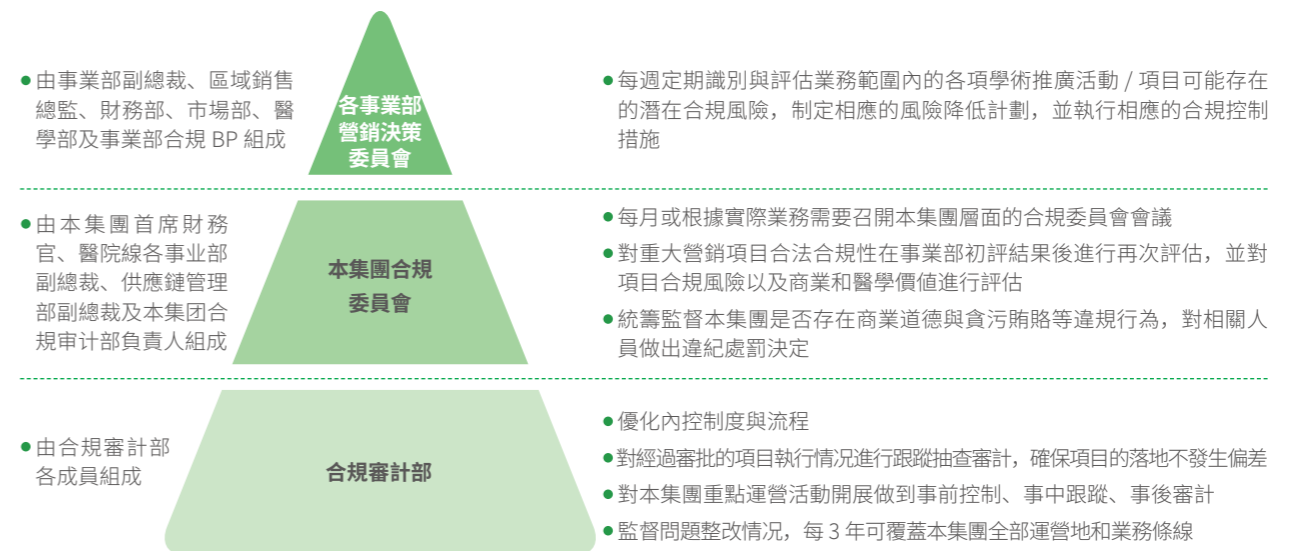 ● 由事業部副總裁、區域銷售
總監、財務部、市場部、醫
學部及事業部合規 BP 組成
各事業部
營銷決策
委員會
● 每週定期識別與評估業務範圍內的各項學術推廣活動 / 項目可能存在
的潛在合規風險，制定相應的風險降低計劃，並執行相應的合規控制
措施
● 由本集團首席財務
官、醫院線各事业部
副總裁、供應鏈管理
部副總裁及本集团合
規审计部負責人組成
本集團合規
委員會
● 每月或根據實際業務需要召開本集團層面的合規委員會會議
● 對重大營銷項目合法合規性在事業部初評結果後進行再次評估，並對
項目合規風險以及商業和醫學價値進行評估
● 統籌監督本集團是否存在商業道德與貪污賄賂等違規行為，對相關人
員做出違紀處罰決定
● 由合規審計部
各成員組成
合規審計部
● 優化內控制度與流程
● 對經過審批的項目執行情況進行跟蹤抽查審計，確保項目的落地不發生偏差
● 對本集團重點運營活動開展做到事前控制、事中跟蹤、事後審計
● 監督問題整改情況，每 3 年可覆蓋本集團全部運營地和業務條線